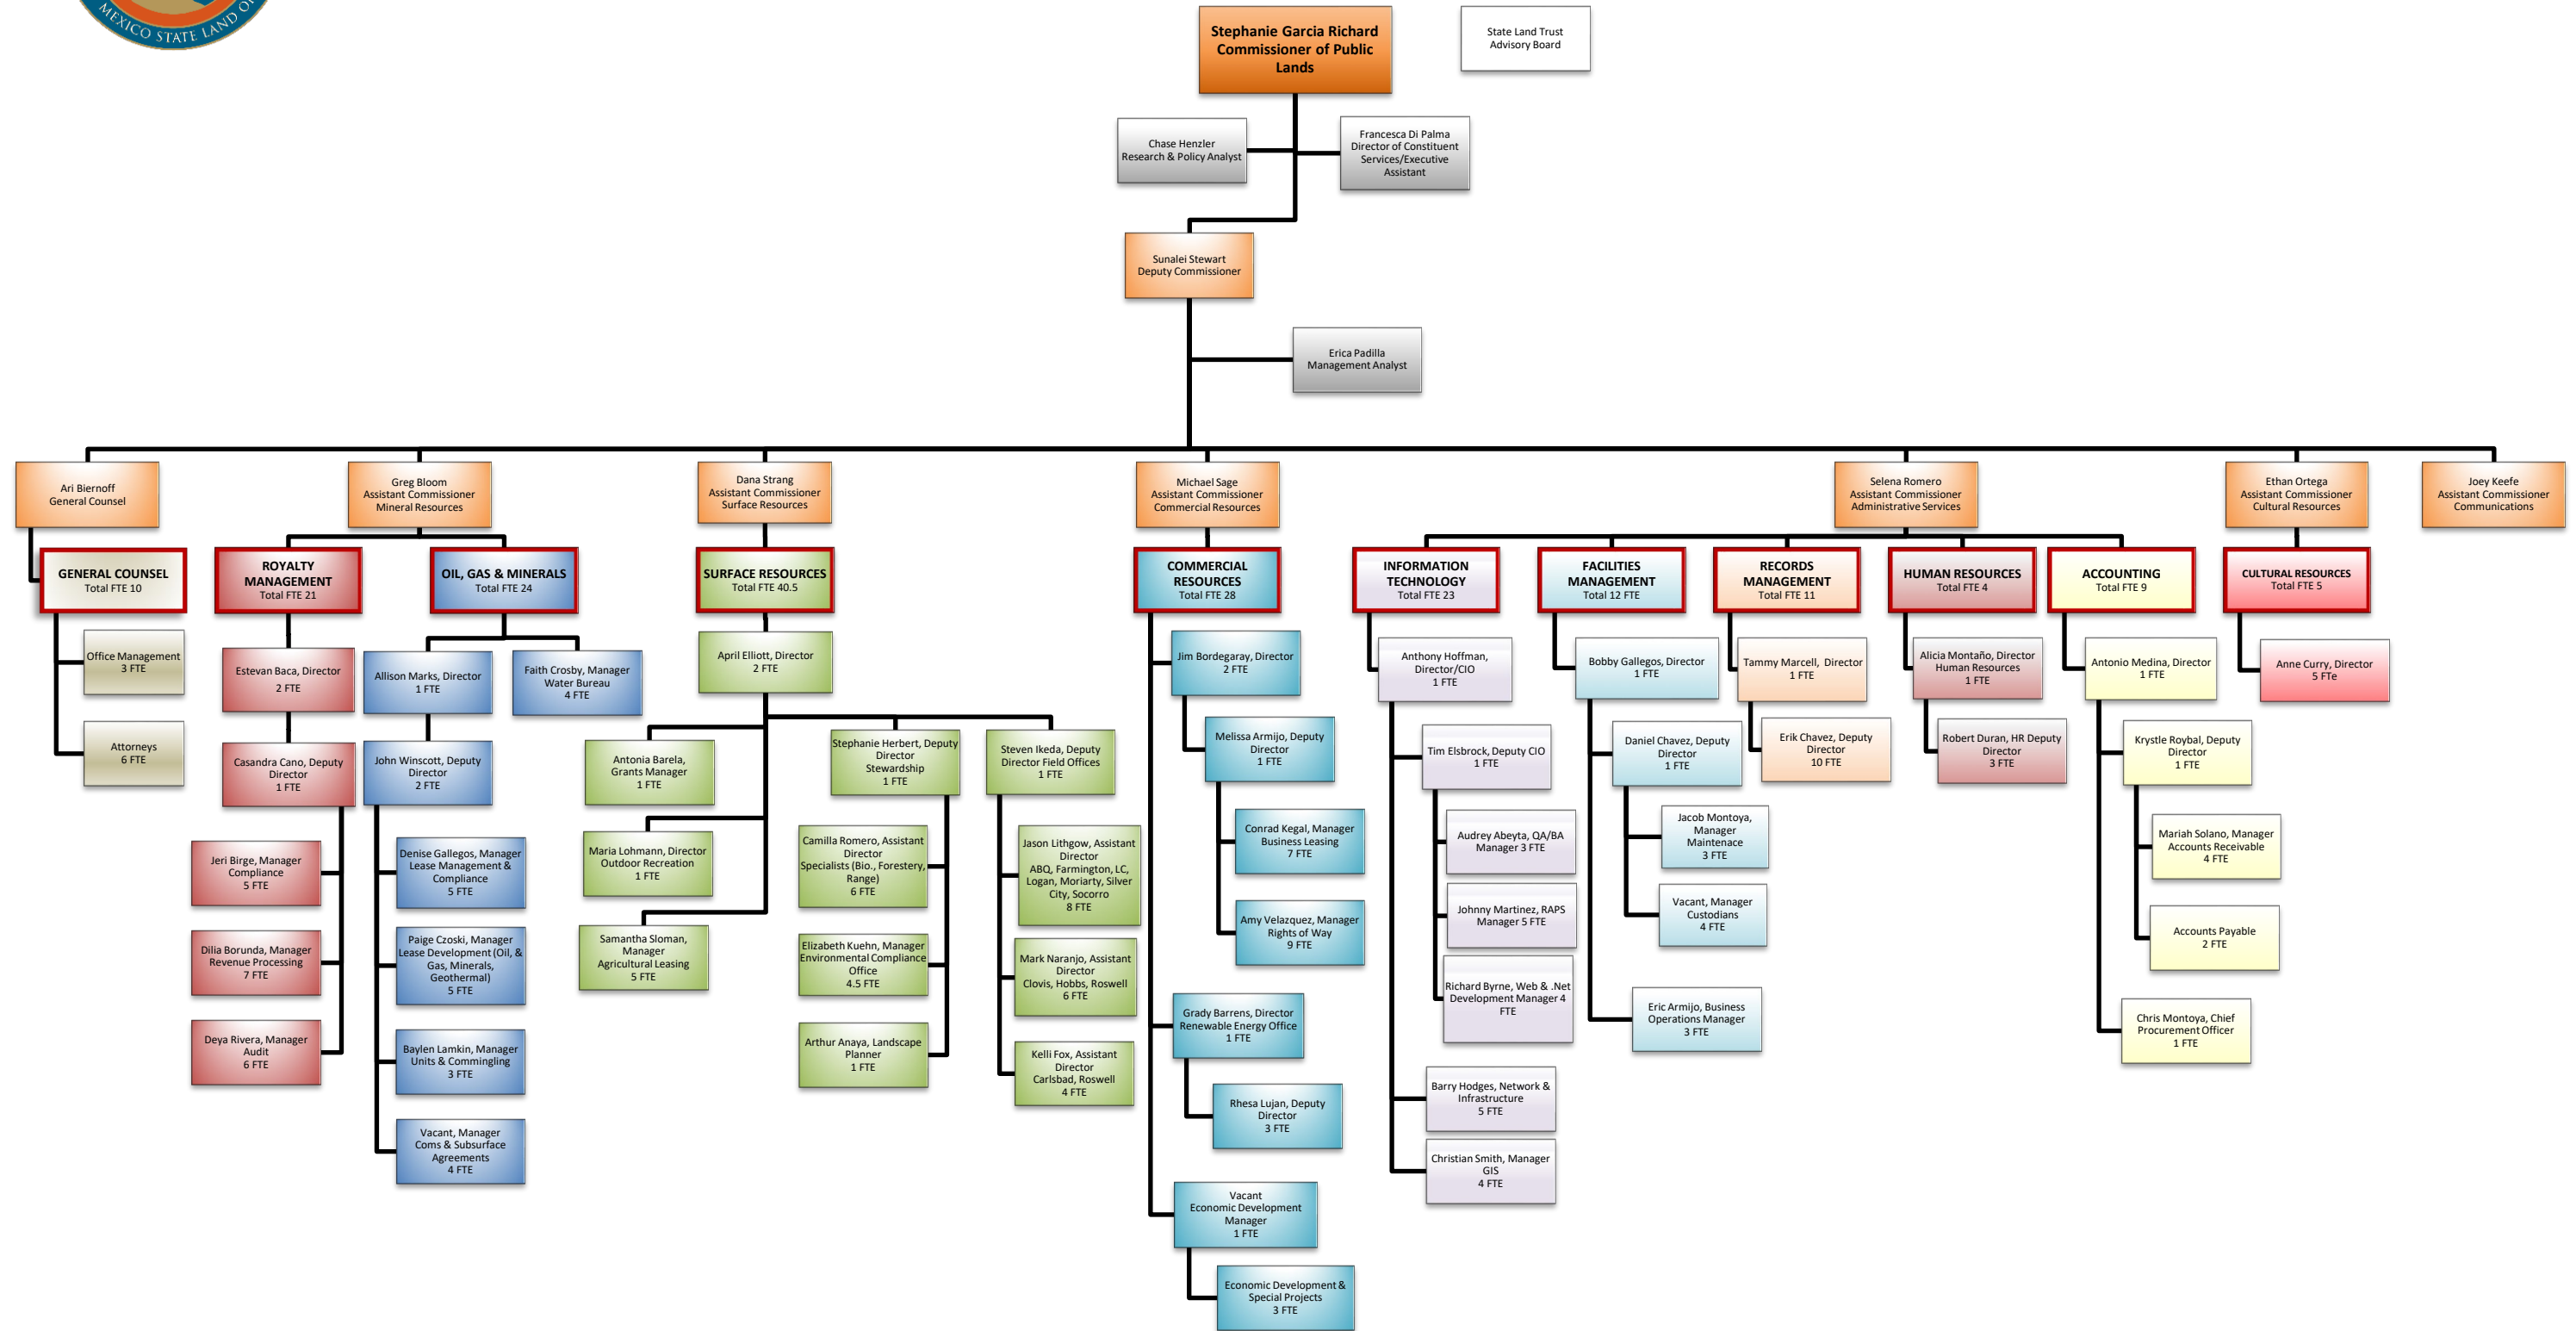 MEXICO STATE LAND O
Stephanie Garcia Richard
Commissioner of Public
Lands
State Land Trust
Advisory Board
Chase Henzler
Research & Policy Analyst
Francesca Di Palma
Director of Constituent
Services/Executive
Assistant
Sunalei Stewart
Deputy Commissioner
Erica Padilla
Management Analyst
Ari Biernoff
General Counsel
Greg Bloom
Assistant Commissioner
Mineral Resources
Dana Strang
Assistant Commissioner
Surface Resources
Michael Sage
Assistant Commissioner
Commercial Resources
Selena Romero
Assistant Commissioner
Administrative Services
Ethan Ortega
Assistant Commissioner
Cultural Resources
Joey Keefe
Assistant Commissioner
Communications
GENERAL COUNSEL
Total FTE 10
ROYALTY
MANAGEMENT
Total FTE 21
OIL, GAS & MINERALS
Total FTE 24
SURFACE RESOURCES
Total FTE 40.5
COMMERCIAL
RESOURCES
Total FTE 28
INFORMATION
TECHNOLOGY
Total FTE 23
FACILITIES
MANAGEMENT
Total 12 FTE
RECORDS
MANAGEMENT
Total FTE 11
HUMAN RESOURCES
Total FTE 4
ACCOUNTING
Total FTE 9
CULTURAL RESOURCES
Total FTE 5
Office Management
3 FTE
Attorneys
6 FTE
Estevan Baca, Director
2 FTE
Casandra Cano, Deputy
Director
1 FTE
Jeri Birge, Manager
Compliance
5 FTE
Dilia Borunda, Manager
Revenue Processing
7 FTE
Deya Rivera, Manager
Audit
6 FTE
Allison Marks, Director
1 FTE
Faith Crosby, Manager
Water Bureau
4 FTE
John Winscott, Deputy
Director
2 FTE
Denise Gallegos, Manager
Lease Management &
Compliance
5 FTE
Paige Czoski, Manager
Lease Development (Oil, &
Gas, Minerals,
Geothermal)
5 FTE
Baylen Lamkin, Manager
Units & Commingling
3 FTE
Vacant, Manager
Coms & Subsurface
Agreements
4 FTE
April Elliott, Director
2 FTE
Antonia Barela,
Grants Manager
1 FTE
Maria Lohmann, Director
Outdoor Recreation
1 FTE
Samantha Sloman,
Manager
Agricultural Leasing
5 FTE
Stephanie Herbert, Deputy
Director
Stewardship
1 FTE
Camilla Romero, Assistant
Director
Specialists (Bio., Forestery,
Range)
6 FTE
Elizabeth Kuehn, Manager
Environmental Compliance
Office
4.5 FTE
Arthur Anaya, Landscape
Planner
1 FTE
Steven Ikeda, Deputy
Director Field Offices
1 FTE
Jason Lithgow, Assistant
Director
ABQ, Farmington, LC,
Logan, Moriarty, Silver
City, Socorro
8 FTE
Mark Naranjo, Assistant
Director
Clovis, Hobbs, Roswell
6 FTE
Kelli Fox, Assistant
Director
Carlsbad, Roswell
4 FTE
Jim Bordegaray, Director
2 FTE
Melissa Armijo, Deputy
Director
1 FTE
Conrad Kegal, Manager
Business Leasing
7 FTE
Amy Velazquez, Manager
Rights of Way
9 FTE
Grady Barrens, Director
Renewable Energy Office
1 FTE
Rhesa Lujan, Deputy
Director
3 FTE
Vacant
Economic Development
Manager
1 FTE
Economic Development &
Special Projects
3 FTE
Anthony Hoffman,
Director/CIO
1 FTE
Tim Elsbrock, Deputy CIO
1 FTE
Audrey Abeyta, QA/BA
Manager 3 FTE
Johnny Martinez, RAPS
Manager 5 FTE
Richard Byrne, Web & .Net
Development Manager 4
FTE
Barry Hodges, Network &
Infrastructure
5 FTE
Christian Smith, Manager
GIS
4 FTE
Bobby Gallegos, Director
1 FTE
Daniel Chavez, Deputy
Director
1 FTE
Jacob Montoya,
Manager
Maintenace
3 FTE
Vacant, Manager
Custodians
4 FTE
Eric Armijo, Business
Operations Manager
3 FTE
Tammy Marcell, Director
1 FTE
Erik Chavez, Deputy
Director
10 FTE
Alicia Montaño, Director
Human Resources
1 FTE
Robert Duran, HR Deputy
Director
3 FTE
Antonio Medina, Director
1 FTE
Krystle Roybal, Deputy
Director
1 FTE
Mariah Solano, Manager
Accounts Receivable
4 FTE
Accounts Payable
2 FTE
Chris Montoya, Chief
Procurement Officer
1 FTE
Anne Curry, Director
5 FTe